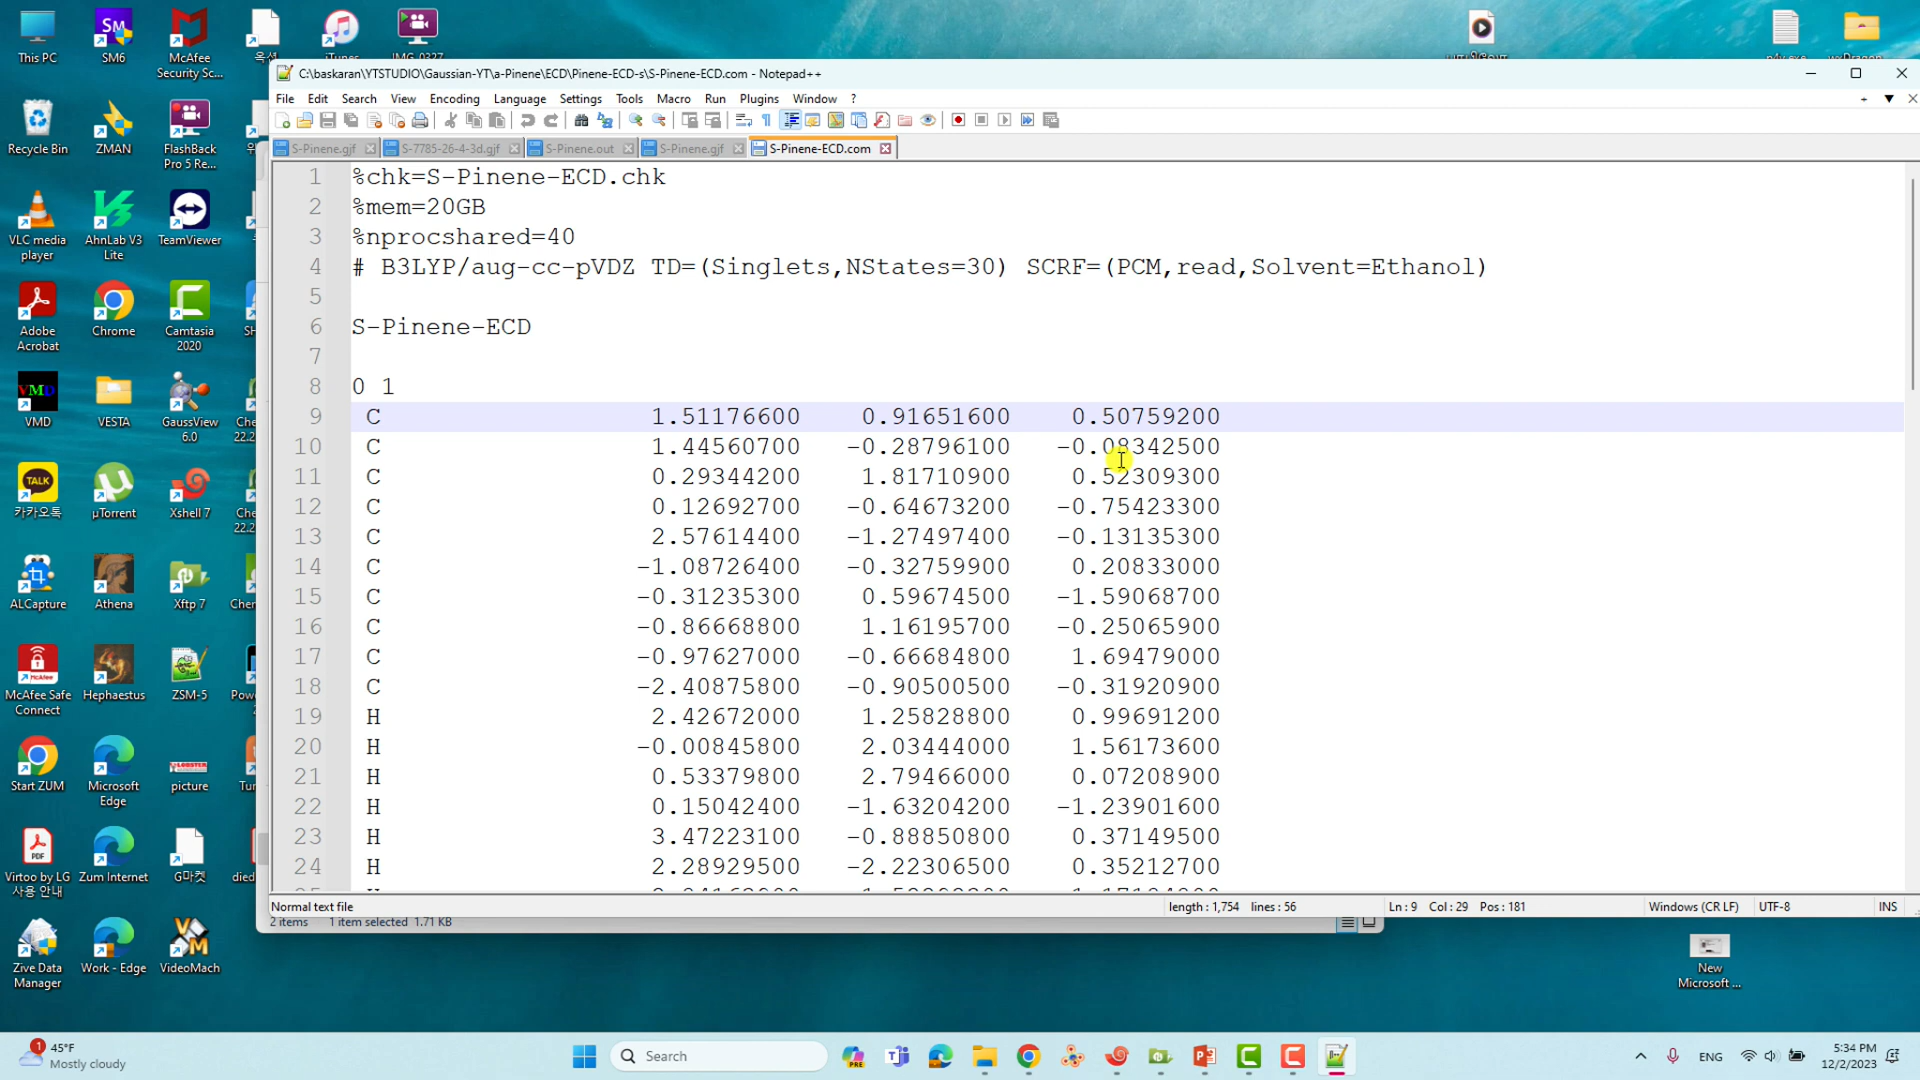 This PC
SM6
McAfee Security Sc...
옥션
iTunes
IMG_0327
C:\baskaran\YTSTUDIO\Gaussian-YT\a-Pinene\ECD\Pinene-ECD-s\S-Pinene-ECD.com - Notepad++
File Edit Search View Encoding Language Settings Tools Macro Run Plugins Window ?
S-Pinene.gjf S-7785-26-4-3d.gjf S-Pinene.out S-Pinene.gjf S-Pinene-ECD.com
1 %chk=S-Pinene-ECD.chk
2 %mem=20GB
3 %nprocshared=40
4 # B3LYP/aug-cc-pVDZ TD=(Singlets,NStates=30) SCRF=(PCM,read,Solvent=Ethanol)
5
6 S-Pinene-ECD
7
8 0 1
9 C 1.51176600 0.91651600 0.50759200
10 C 1.44560700 -0.28796100 -0.08342500
11 C 0.29344200 1.81710900 0.52309300
12 C 0.12692700 -0.64673200 -0.75423300
13 C 2.57614400 -1.27497400 -0.13135300
14 C -1.08726400 -0.32759900 0.20833000
15 C -0.31235300 0.59674500 -1.59068700
16 C -0.86668800 1.16195700 -0.25065900
17 C -0.97627000 -0.66684800 1.69479000
18 C -2.40875800 -0.90500500 -0.31920900
19 H 2.42672000 1.25828800 0.99691200
20 H -0.00845800 2.03444000 1.56173600
21 H 0.53379800 2.79466000 0.07208900
22 H 0.15042400 -1.63204200 -1.23901600
23 H 3.47223100 -0.88850800 0.37149500
24 H 2.28929500 -2.22306500 0.35212700
Normal text file length : 1,754 lines : 56 Ln : 9 Col : 29 Pos : 181 Windows (CR LF) UTF-8 INS
2 items 1 item selected 1.71 KB
Recycle Bin
ZMAN
FlashBack Pro 5 Re...
VLC media player
AhnLab V3 Lite
TeamViewer
Adobe Acrobat
Chrome
Camtasia 2020
VMD
VESTA
GaussView 6.0
카카오톡
µTorrent
Xshell 7
ALCapture
Athena
Xftp 7
McAfee Safe Connect
Hephaestus
ZSM-5
Start ZUM
Microsoft Edge
picture
Virtoo by LG 사용 안내
Zum Internet
G마켓
Zive Data Manager
Work - Edge
VideoMach
New Microsoft ...
1
45°F
Mostly cloudy
Search
ENG
5:34 PM
12/2/2023